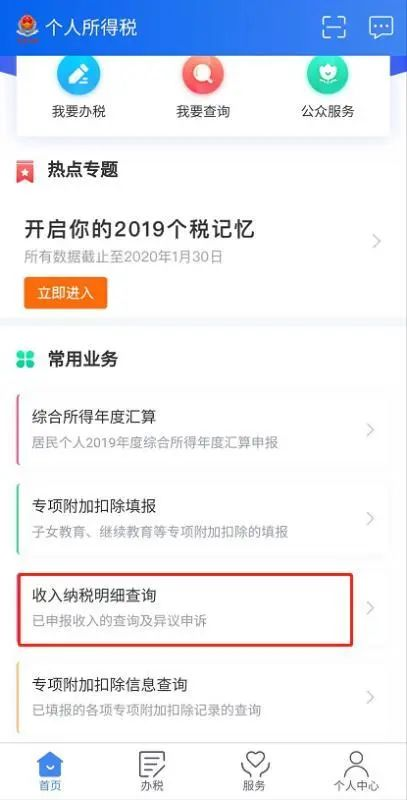 个人所得税
我要办税
我要查询
公众服务
热点专题
开启你的2019个税记忆
所有数据截止至2020年1月30日
立即进入
常用业务
综合所得年度汇算
居民个人2019年度综合所得年度汇算申报
专项附加扣除填报
子女教育、继续教育等专项附加扣除的填报
收入纳税明细查询
已申报收入的查询及异议申诉
专项附加扣除信息查询
已填报的各项专项附加扣除记录的查询
首页
办税
服务
个人中心